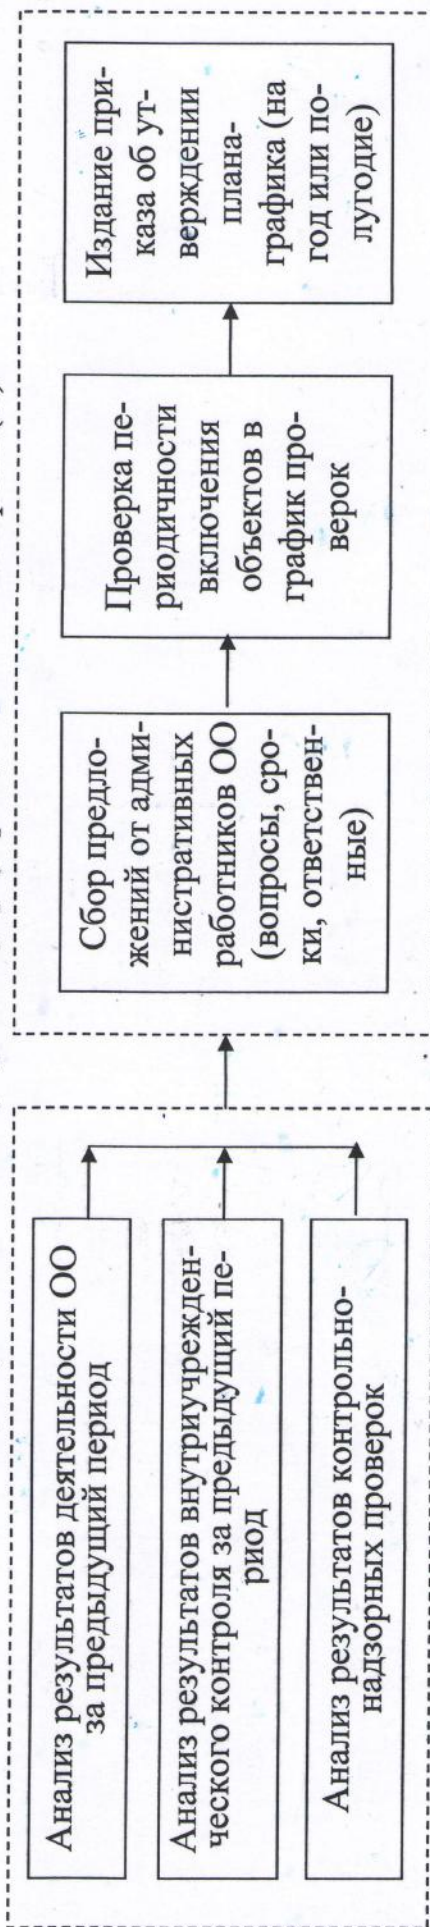 Анализ результатов деятельности ОО
за предыдущий период
Анализ результатов внутриучрежден-
ческого контроля за предыдущий пе-
риод
Анализ результатов контрольно-
надзорных проверок
Сбор предло-
жений от адми-
нистративных
работников ОО
(вопросы, сро-
ки, ответствен-
ные)
Проверка пе-
риодичности
включения
объектов в
график про-
верок
Издание при-
каза об ут-
верждении
плана-
графика (на
год или по-
лугодие)